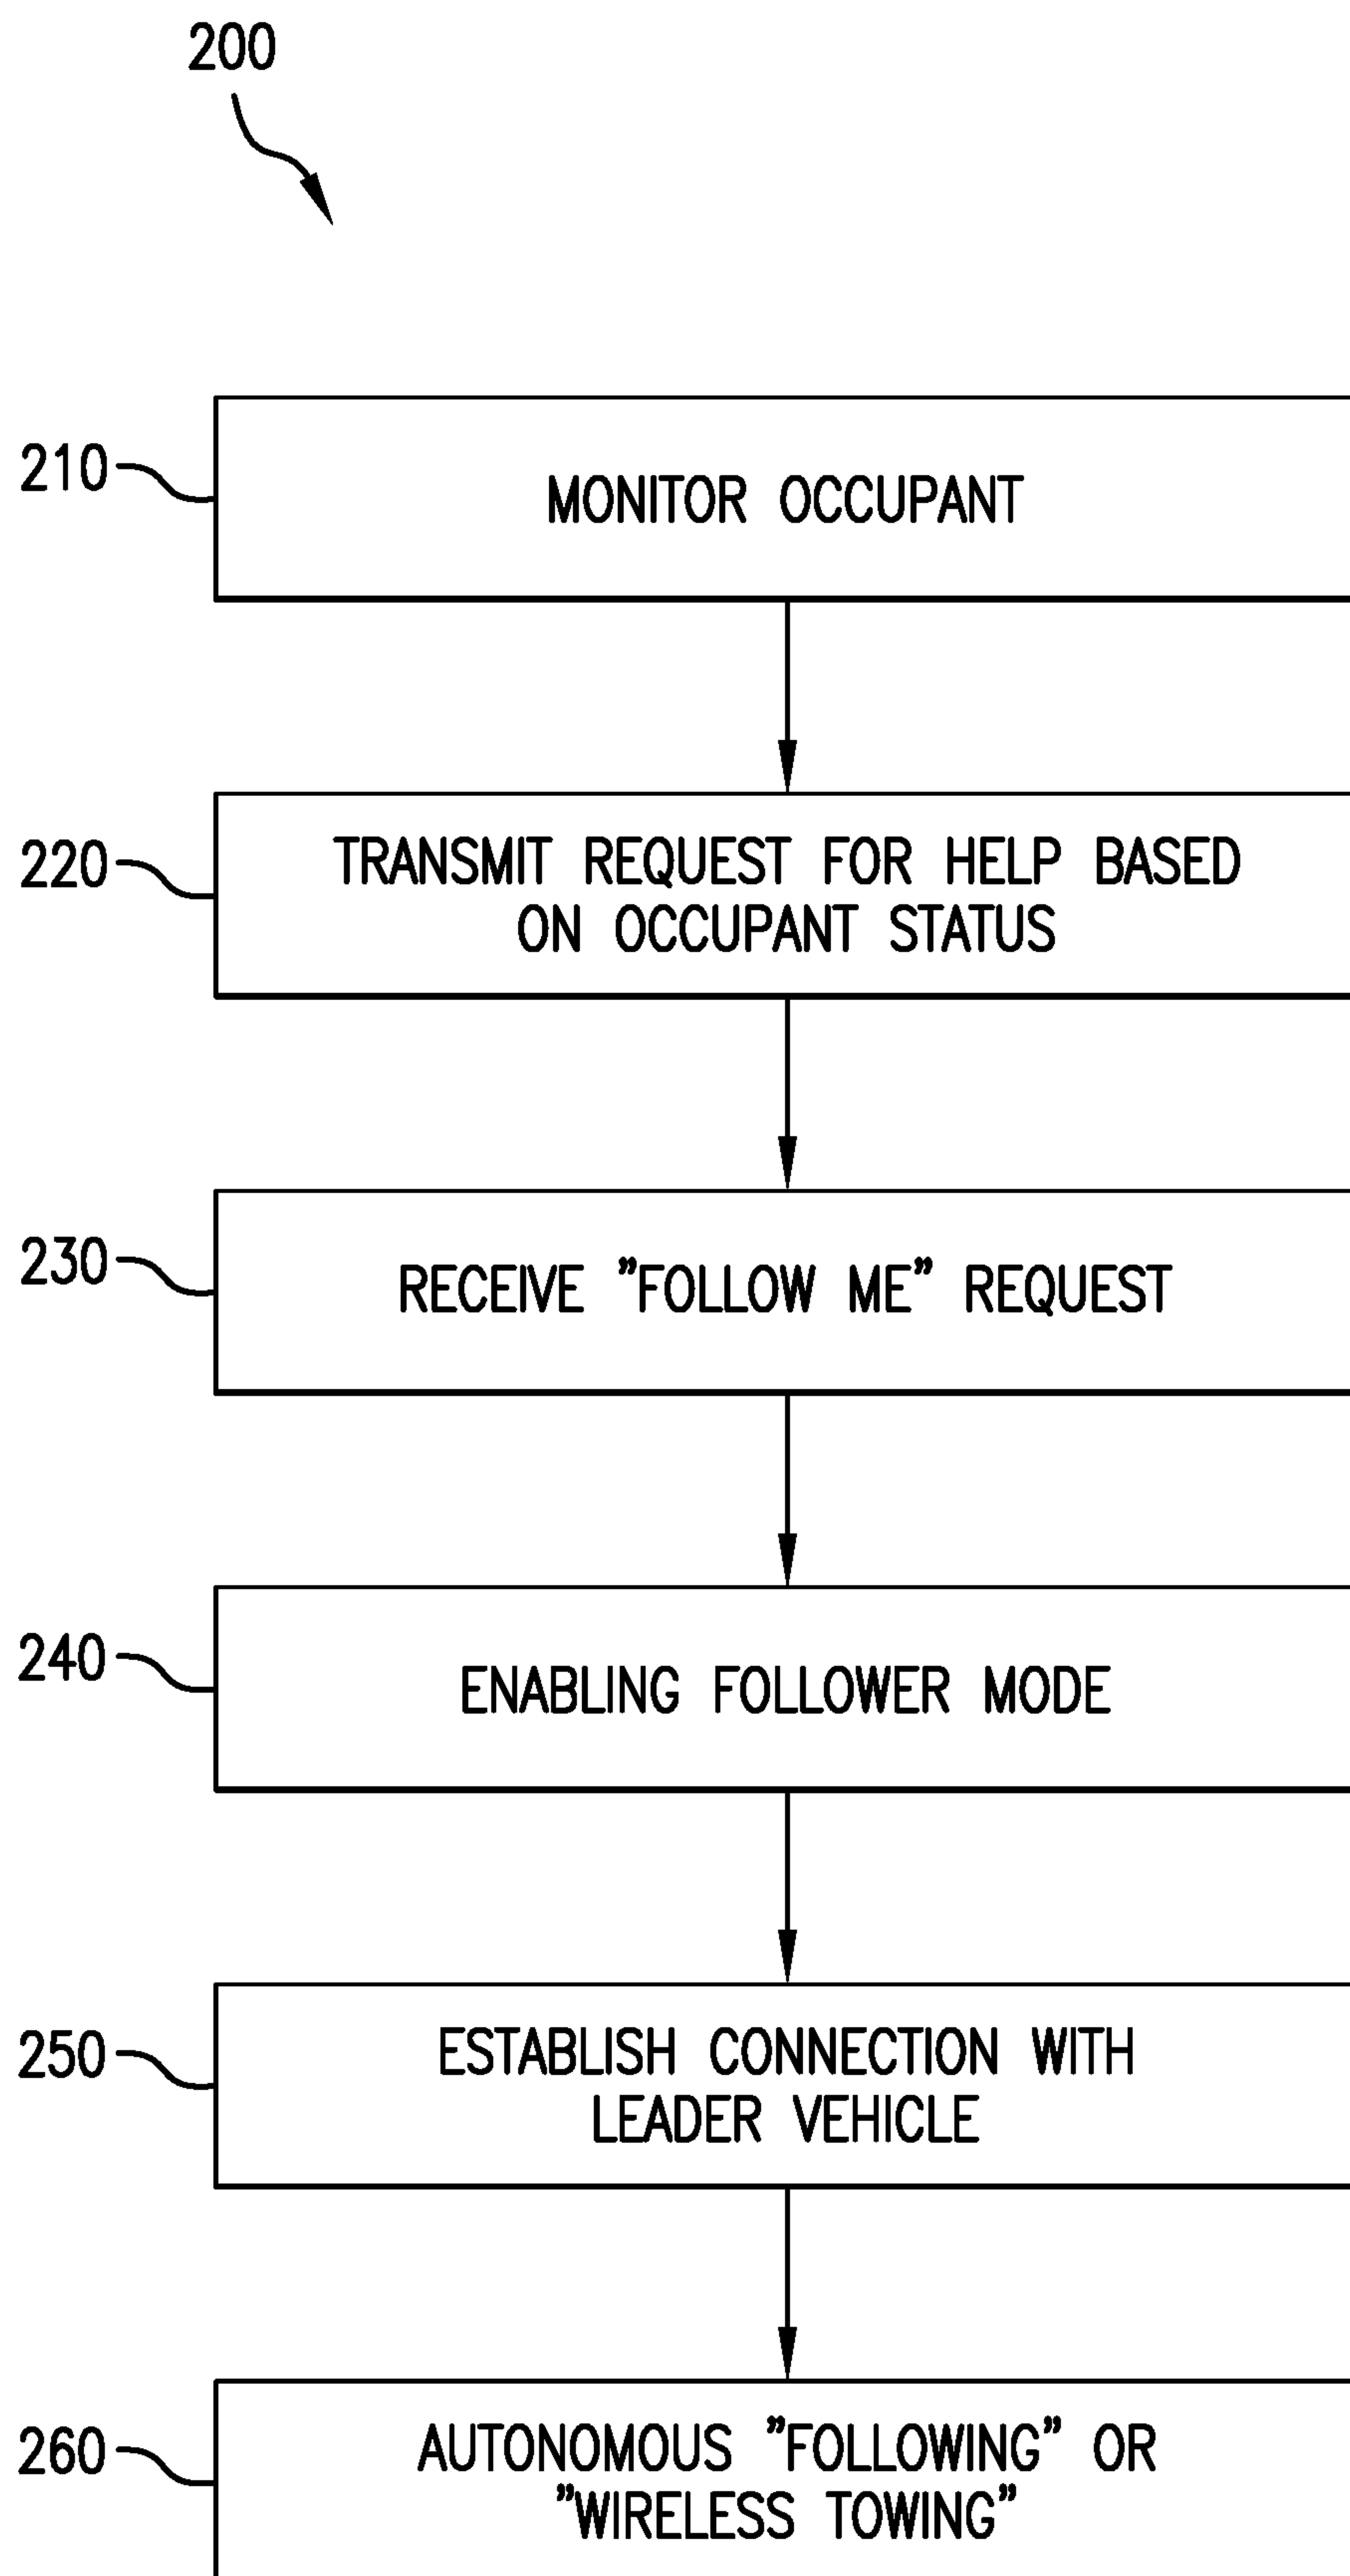 200
210
MONITOR OCCUPANT
220
TRANSMIT REQUEST FOR HELP BASED
ON OCCUPANT STATUS
230
RECEIVE ”FOLLOW ME” REQUEST
240
ENABLING FOLLOWER MODE
250
ESTABLISH CONNECTION WITH
LEADER VEHICLE
260
AUTONOMOUS ”FOLLOWING” OR
”WIRELESS TOWING”